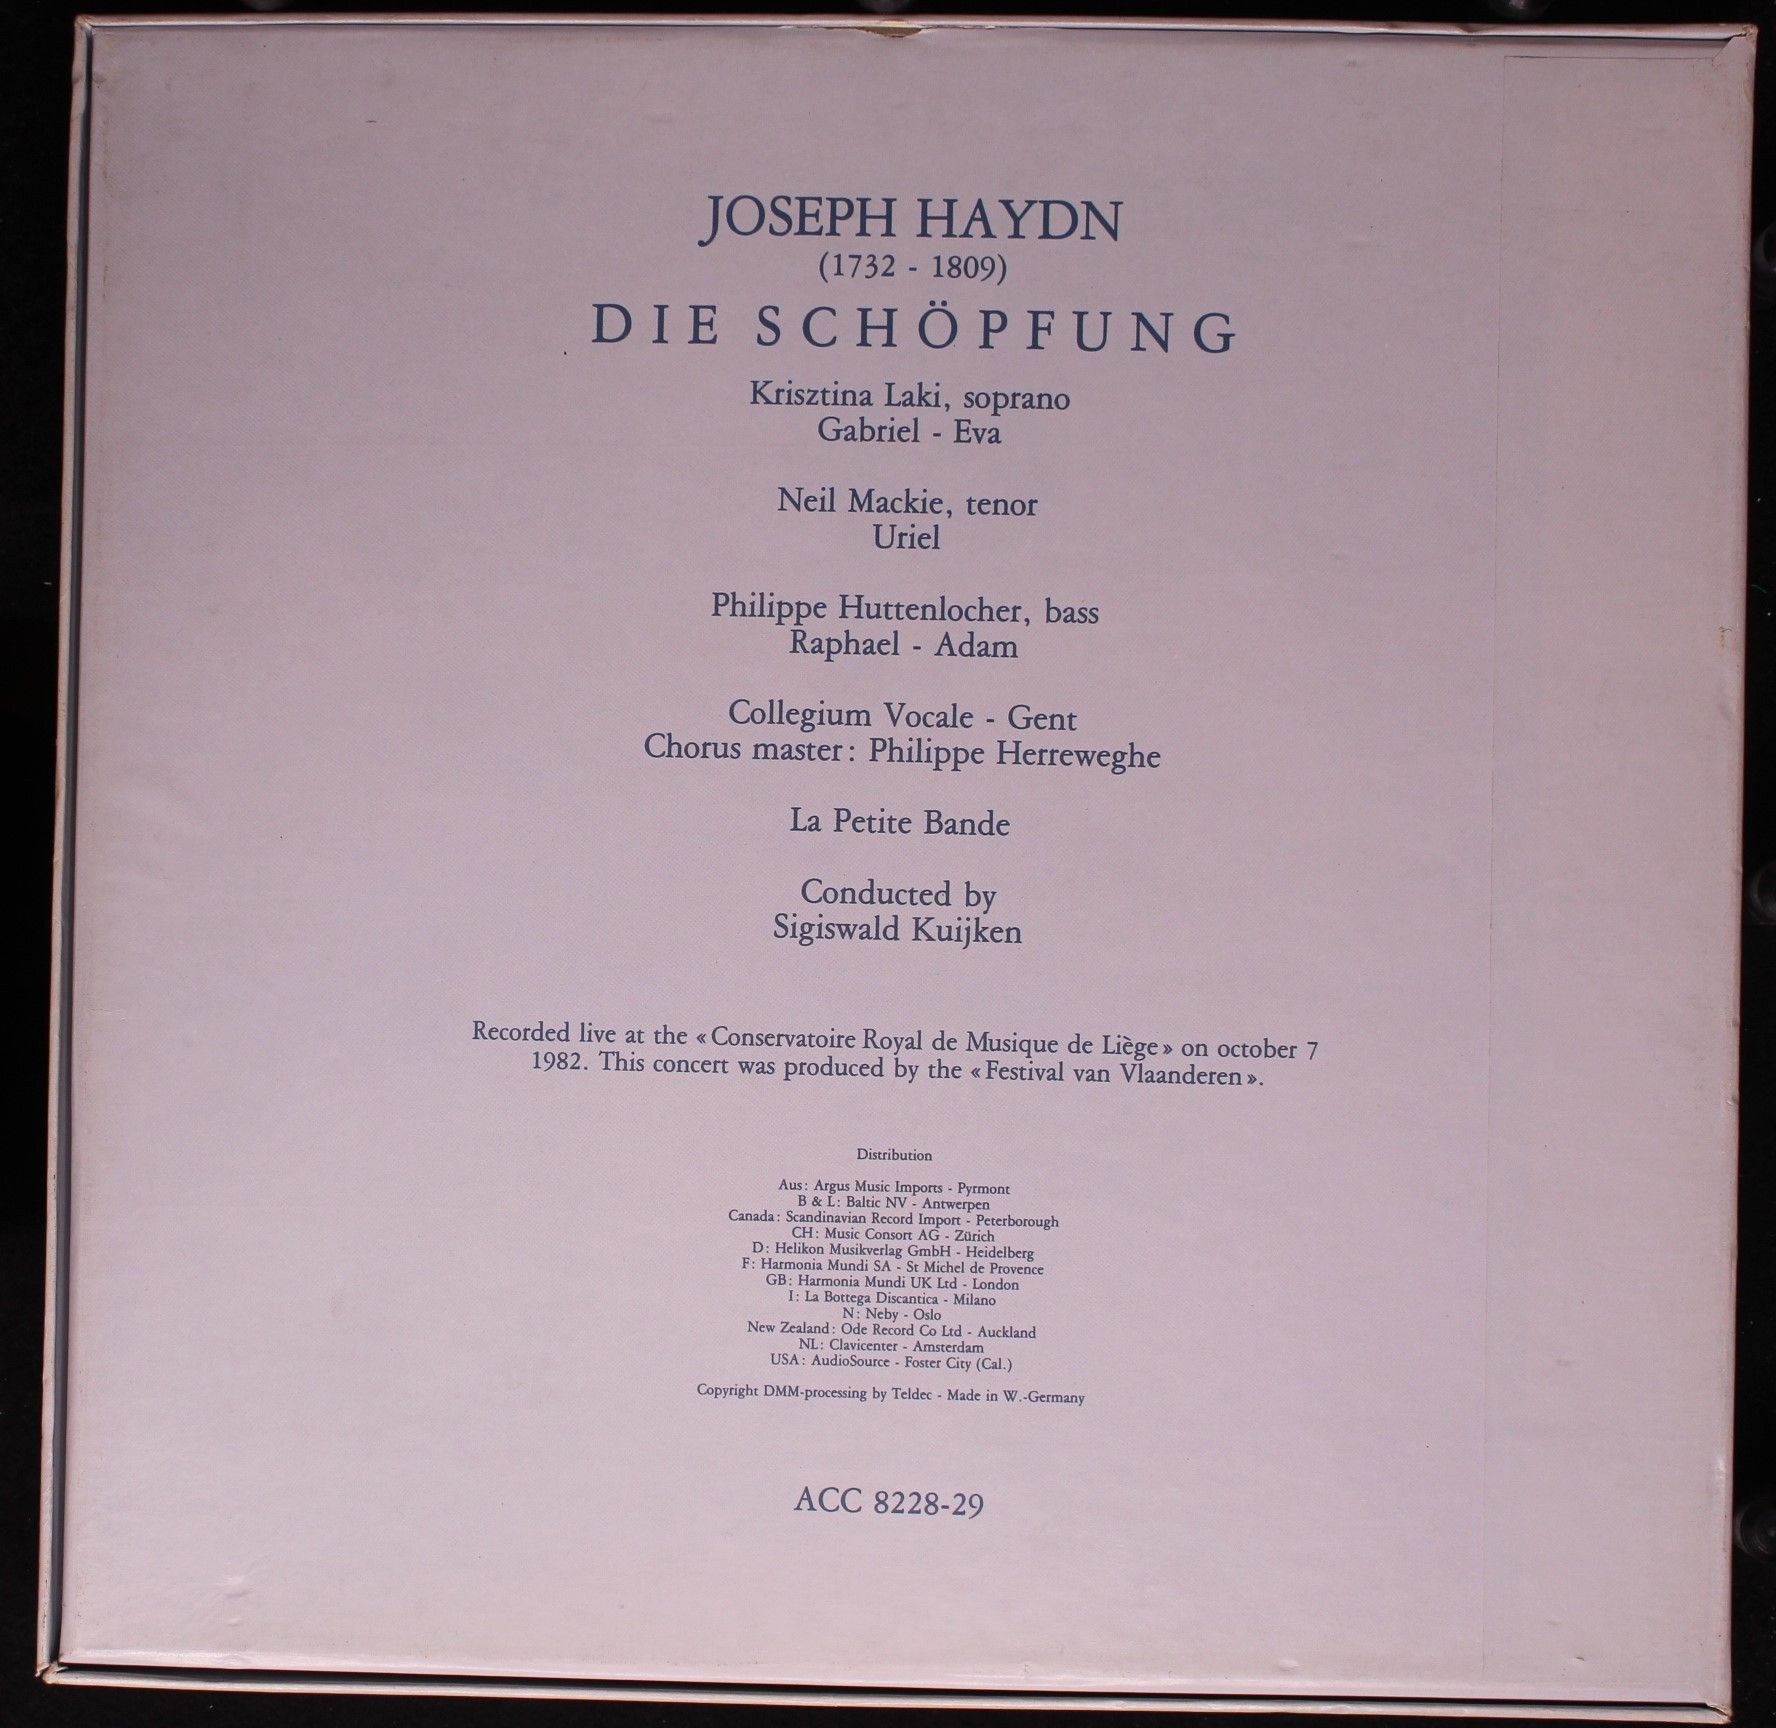 JOSEPH HAYDN
(1732 - 1809)
DIE SCHÖPFUNG
Krisztina Laki, soprano
Gabriel - Eva
Neil Mackie, tenor
Uriel
Philippe Huttenlocher, bass
Raphael - Adam
Collegium Vocale - Gent
Chorus master: Philippe Herreweghe
La Petite Bande
Conducted by
Sigiswald Kuijken
Recorded live at the «Conservatoire Royal de Musique de Liège» on october 7
1982. This concert was produced by the «Festival van Vlaanderen».
Distribution
Aus: Argus Music Imports - Pyrmont
B & L: Baltic NV - Antwerpen
Canada: Scandinavian Record Import - Peterborough
CH: Music Consort AG - Zürich
D: Helikon Musikverlag GmbH - Heidelberg
F: Harmonia Mundi SA - St Michel de Provence
GB: Harmonia Mundi UK Ltd - London
I: La Bottega Discantica - Milano
N: Neby - Oslo
New Zealand: Ode Record Co Ltd - Auckland
NL: Clavicenter - Amsterdam
USA: AudioSource - Foster City (Cal.)
Copyright DMM-processing by Teldec - Made in W.-Germany
ACC 8228-29